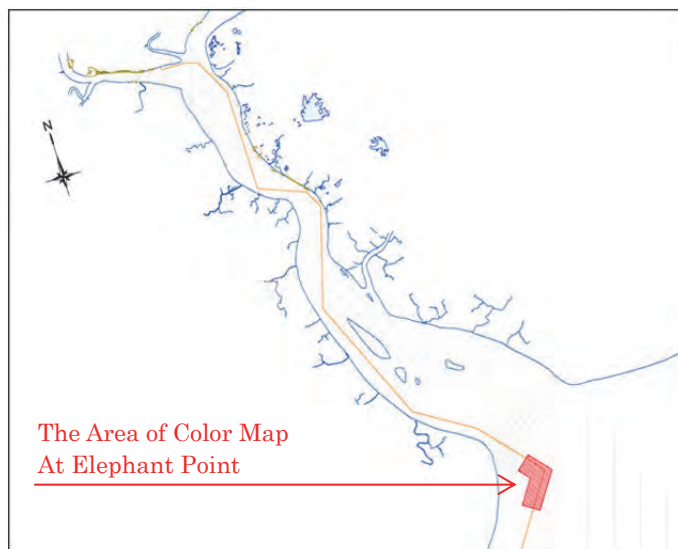 N
The Area of Color Map
At Elephant Point